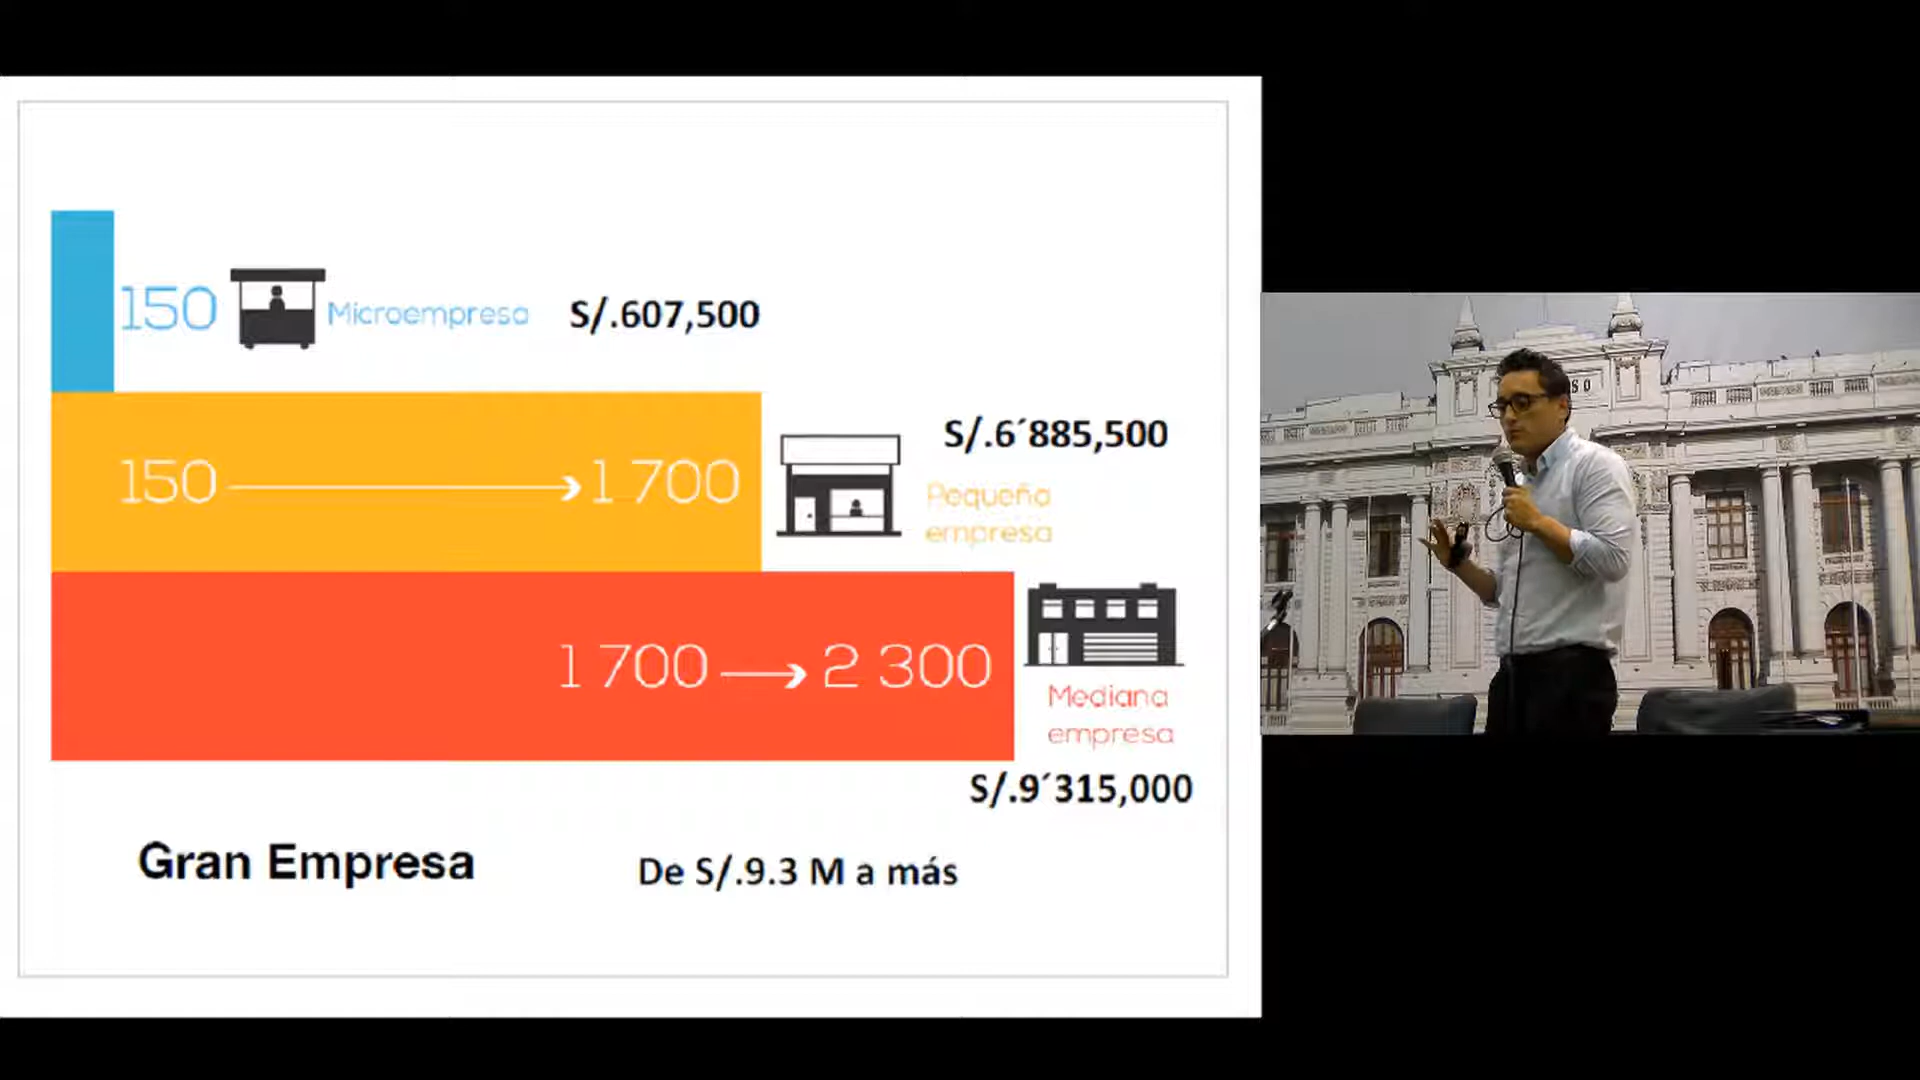 150
Microempresa
S/.607,500
150
1 700
S/.6´885,500
Pequeña
empresa
1 700
2 300
Mediana
empresa
S/.9´315,000
Gran Empresa
De S/.9.3 M a más